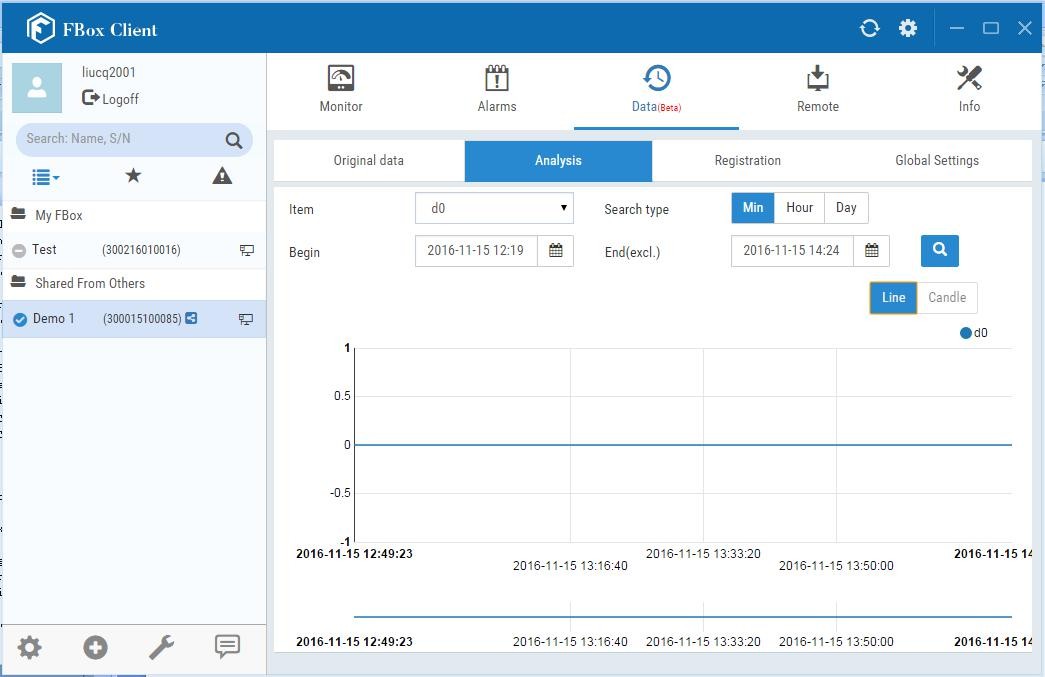 FBox Client
liucq2001
Logoff
Search: Name, S/N
My FBox
Test (300216010016)
Shared From Others
Demo 1 (300015100085)
Monitor Alarms Data(Beta) Remote Info
Original data Analysis Registration Global Settings
Item d0 Search type Min Hour Day
Begin 2016-11-15 12:19 End(excl.) 2016-11-15 14:24
Line Candle
d0
1
0.5
0
-0.5
-1
2016-11-15 12:49:23 2016-11-15 13:33:20 2016-11-15 14
2016-11-15 13:16:40 2016-11-15 13:50:00
2016-11-15 12:49:23 2016-11-15 13:16:40 2016-11-15 13:33:20 2016-11-15 13:50:00 2016-11-15 14